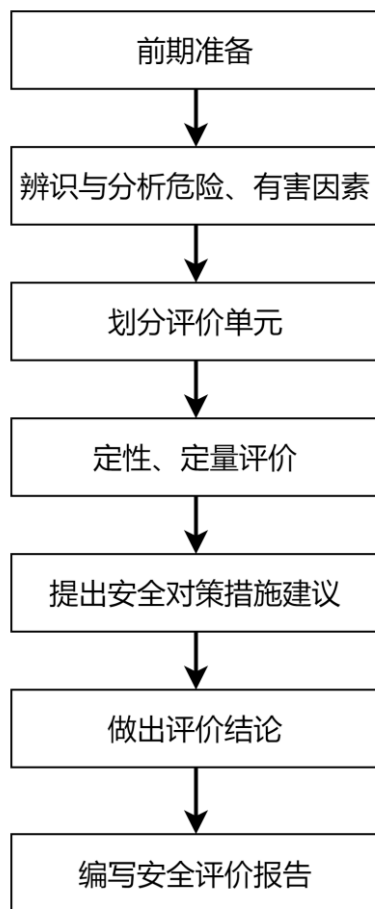 前期准备
辨识与分析危险、有害因素
划分评价单元
定性、定量评价
提出安全对策措施建议
做出评价结论
编写安全评价报告